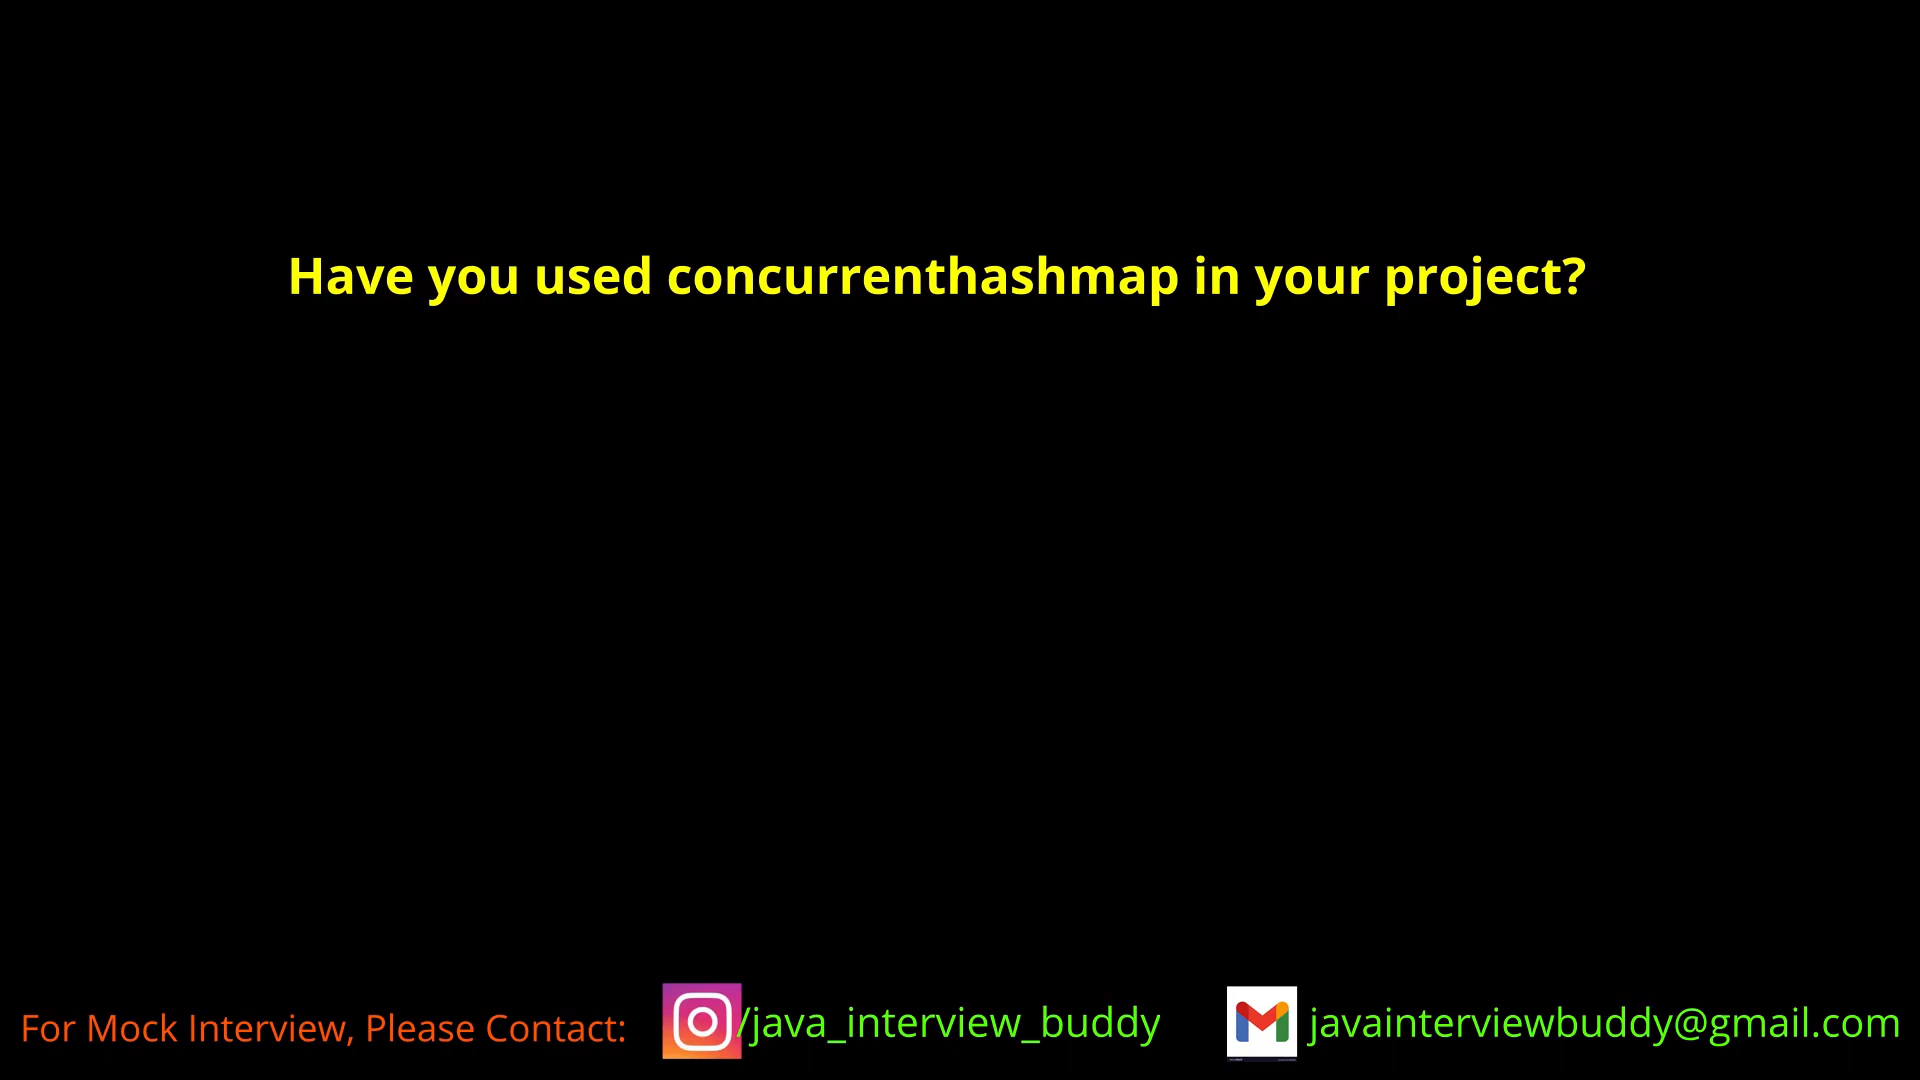 Have you used concurrenthashmap in your project?
For Mock Interview, Please Contact: /java_interview_buddy javainterviewbuddy@gmail.com